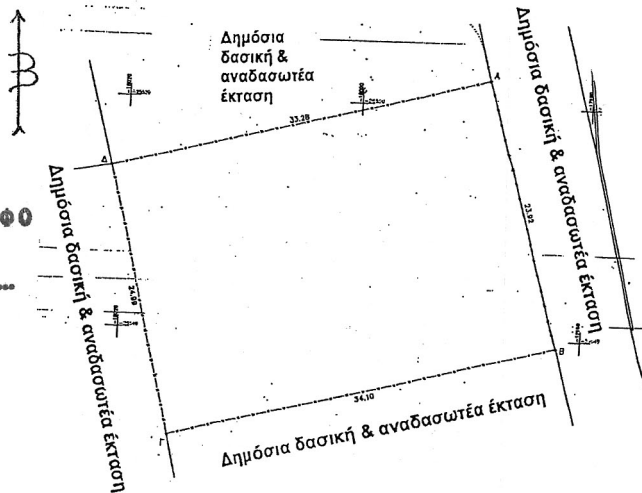 Δημόσια
δασική &
αναδασωτέα
έκταση
Δημόσια δασική & αναδασωτέα έκταση
Α
33,28
Δ
Δημόσια δασική & αναδασωτέα έκταση
23,92
24,99
Β
34,10
Γ
Δημόσια δασική & αναδασωτέα έκταση